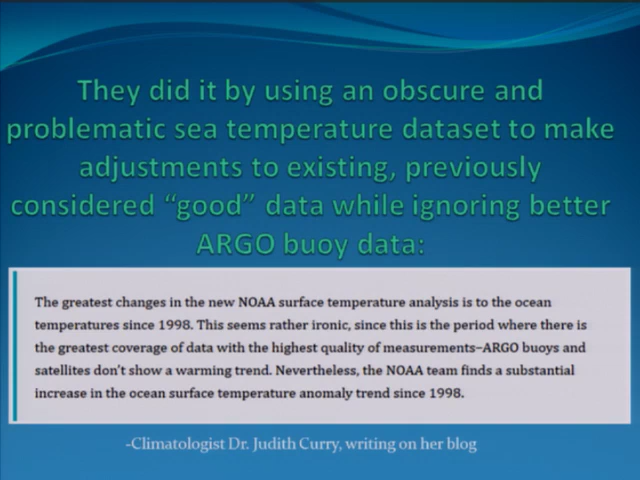 They did it by using an obscure and
problematic sea temperature dataset to make
adjustments to existing, previously
considered “good” data while ignoring better
ARGO buoy data:
The greatest changes in the new NOAA surface temperature analysis is to the ocean
temperatures since 1998. This seems rather ironic, since this is the period where there is
the greatest coverage of data with the highest quality of measurements–ARGO buoys and
satellites don’t show a warming trend. Nevertheless, the NOAA team finds a substantial
increase in the ocean surface temperature anomaly trend since 1998.
-Climatologist Dr. Judith Curry, writing on her blog